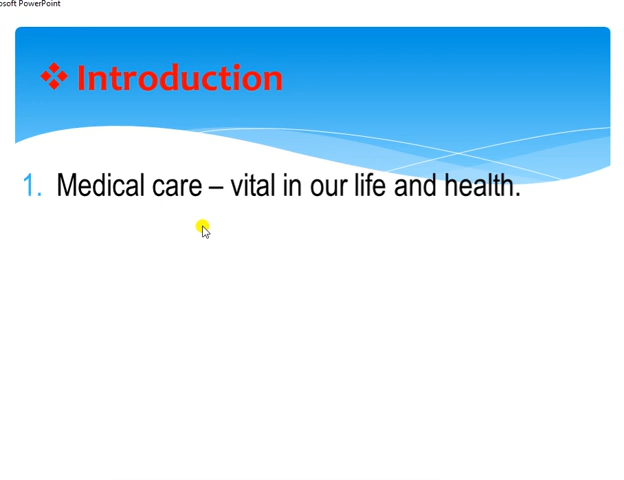 osoft PowerPoint
❖ Introduction
1. Medical care – vital in our life and health.